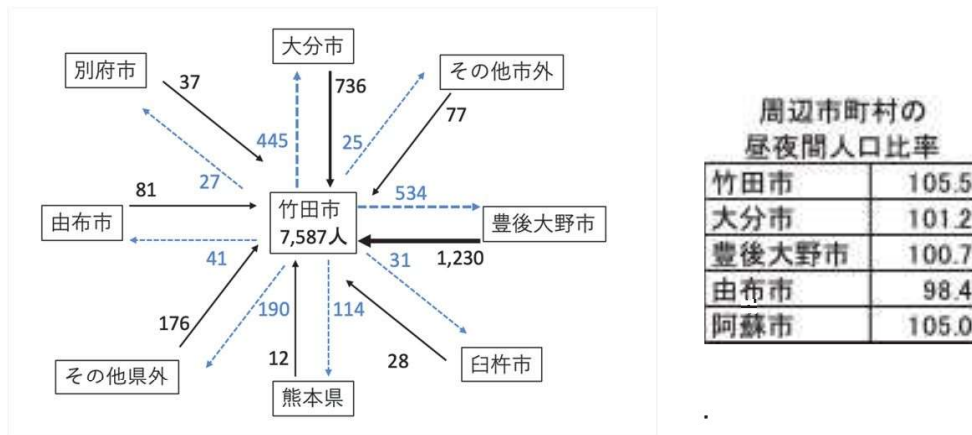 大分市
別府市
その他市外
37
736
77
445
25
27
534
81
竹田市
7,587人
由布市
豊後大野市
41
31
1,230
190
114
176
12
28
その他県外
熊本県
臼杵市
周辺市町村の
昼夜間人口比率
竹田市 105.5
大分市 101.2
豊後大野市 100.7
由布市 98.4
阿蘇市 105.0